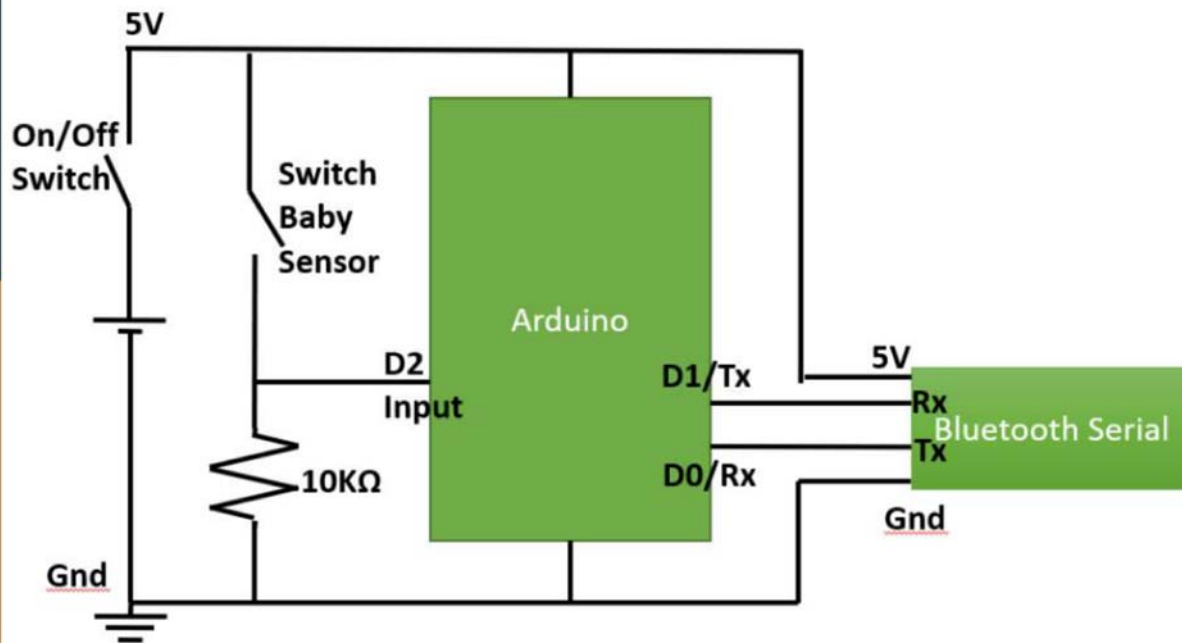 5V
On/Off
Switch
Switch
Baby
Sensor
Arduino
D2
Input
D1/Tx
5V
Rx
Bluetooth Serial
Tx
10KΩ
D0/Rx
Gnd
Gnd